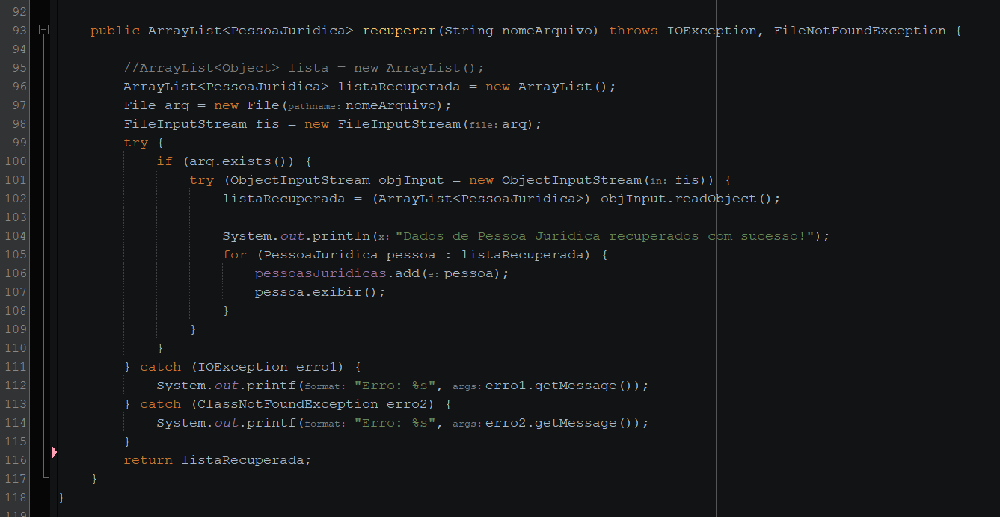 92
93 public ArrayList<PessoaJuridica> recuperar(String nomeArquivo) throws IOException, FileNotFoundException {
94
95 //ArrayList<Object> lista = new ArrayList();
96 ArrayList<PessoaJuridica> listaRecuperada = new ArrayList();
97 File arq = new File(pathname: nomeArquivo);
98 FileInputStream fis = new FileInputStream(file: arq);
99 try {
100 if (arq.exists()) {
101 try (ObjectInputStream objInput = new ObjectInputStream(in: fis)) {
102 listaRecuperada = (ArrayList<PessoaJuridica>) objInput.readObject();
103
104 System.out.println(x: "Dados de Pessoa Jurídica recuperados com sucesso!");
105 for (PessoaJuridica pessoa : listaRecuperada) {
106 pessoasJuridicas.add(e: pessoa);
107 pessoa.exibir();
108 }
109 }
110 }
111 } catch (IOException erro1) {
112 System.out.printf(format: "Erro: %s", args: erro1.getMessage());
113 } catch (ClassNotFoundException erro2) {
114 System.out.printf(format: "Erro: %s", args: erro2.getMessage());
115 }
116 return listaRecuperada;
117 }
118 }
119